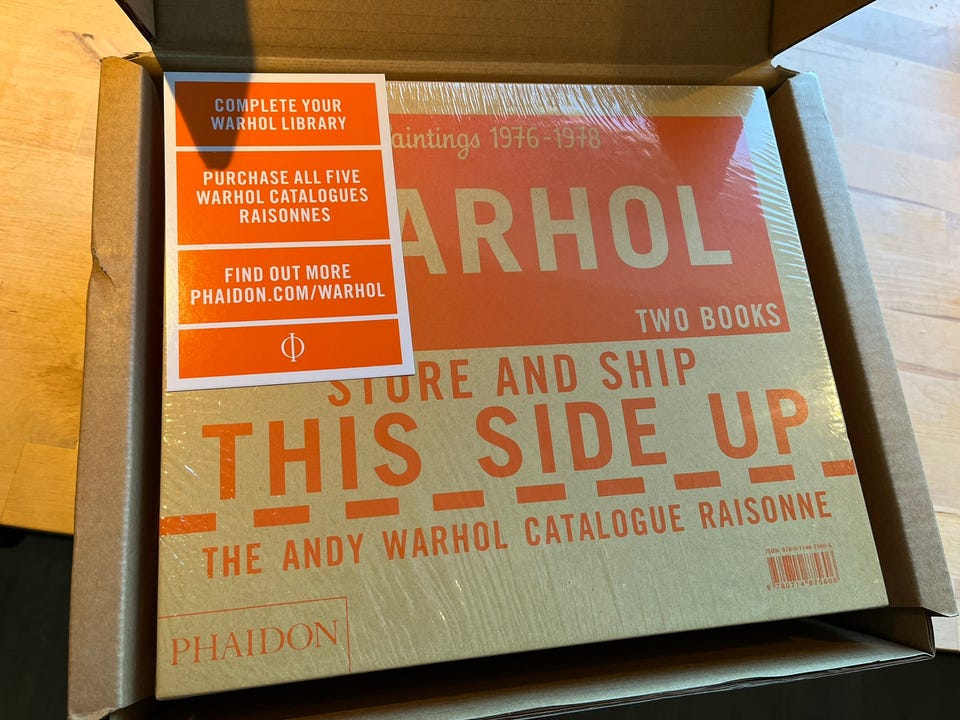 COMPLETE YOUR
WARHOL LIBRARY
PURCHASE ALL FIVE
WARHOL CATALOGUES
RAISONNES
FIND OUT MORE
PHAIDON.COM/WARHOL
aintings 1976-1978
ARHOL
TWO BOOKS
STORE AND SHIP
THIS SIDE UP
THE ANDY WARHOL CATALOGUE RAISONNE
PHAIDON